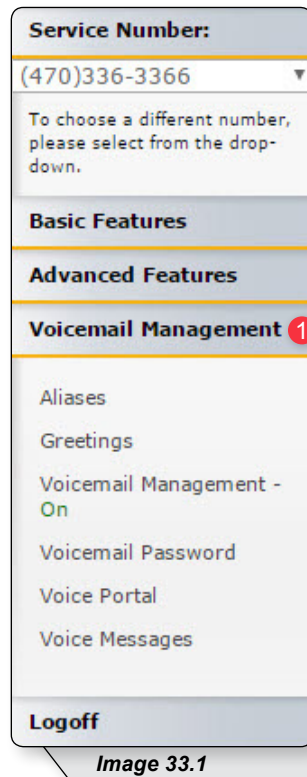 Service Number:
(470)336-3366
To choose a different number,
please select from the drop-
down.
Basic Features
Advanced Features
Voicemail Management 1
Aliases
Greetings
Voicemail Management -
On
Voicemail Password
Voice Portal
Voice Messages
Logoff
Image 33.1